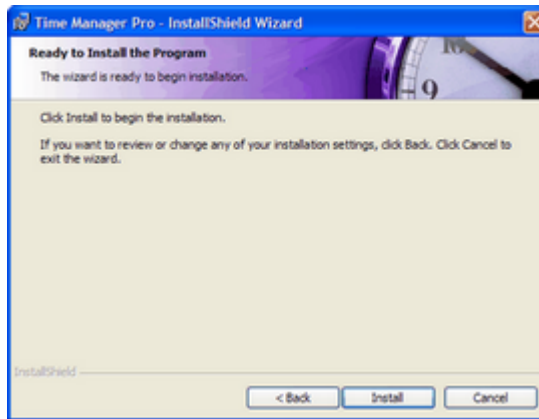 Time Manager Pro - InstallShield Wizard
Ready to Install the Program
The wizard is ready to begin installation.
10
9
Click Install to begin the installation.
If you want to review or change any of your installation settings, click Back. Click Cancel to
exit the wizard.
InstallShield
< Back
Install
Cancel